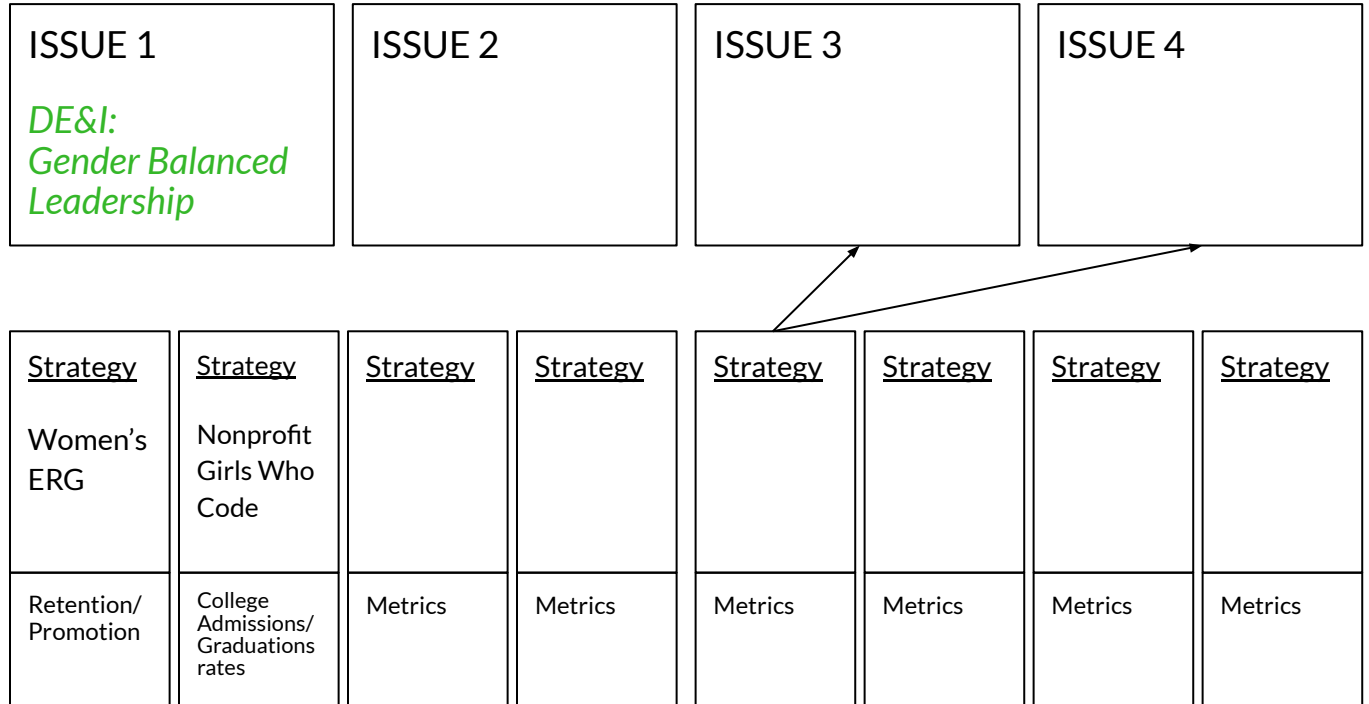 ISSUE 1
DE&I:
Gender Balanced
Leadership
ISSUE 2
ISSUE 3
ISSUE 4
Strategy
Women’s
ERG
Retention/
Promotion
Strategy
Nonprofit
Girls Who
Code
College
Admissions/
Graduations
rates
Strategy
Metrics
Strategy
Metrics
Strategy
Metrics
Strategy
Metrics
Strategy
Metrics
Strategy
Metrics